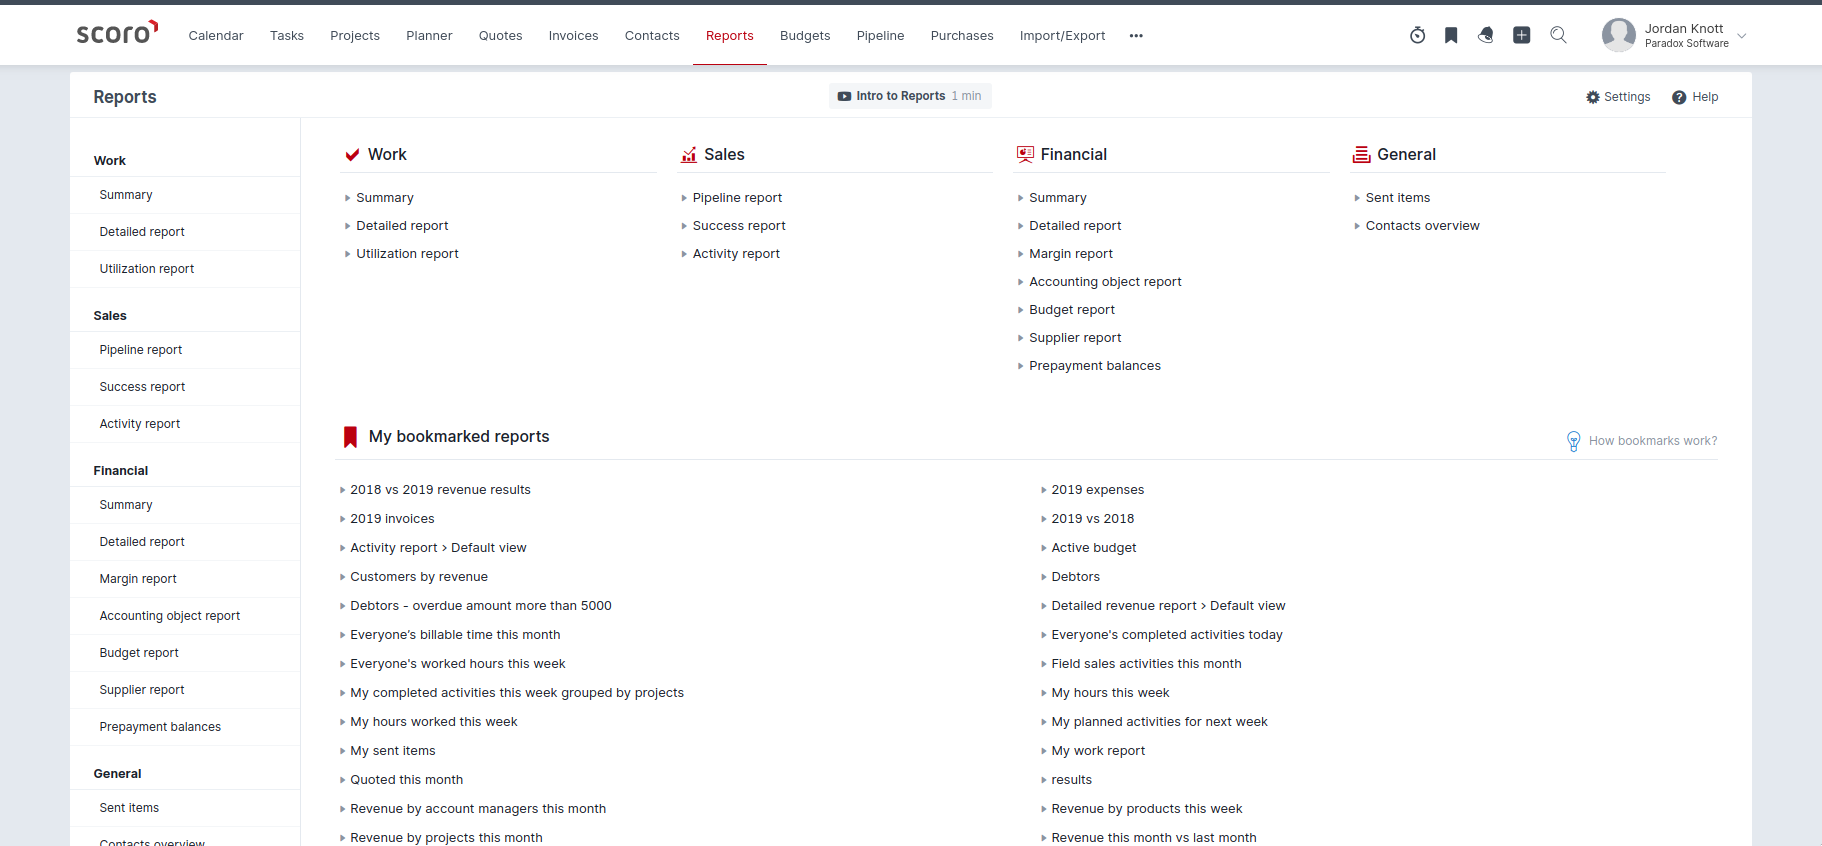 scoro
Calendar
Tasks
Projects
Planner
Quotes
Invoices
Contacts
Reports
Budgets
Pipeline
Purchases
Import/Export
Jordan Knott
Paradox Software
Reports
Intro to Reports 1 min
Settings
Help
Work
Summary
Detailed report
Utilization report
Sales
Pipeline report
Success report
Activity report
Financial
Summary
Detailed report
Margin report
Accounting object report
Budget report
Supplier report
Prepayment balances
General
Sent items
Contacts overview
Work
Summary
Detailed report
Utilization report
Sales
Pipeline report
Success report
Activity report
Financial
Summary
Detailed report
Margin report
Accounting object report
Budget report
Supplier report
Prepayment balances
General
Sent items
Contacts overview
My bookmarked reports
How bookmarks work?
2018 vs 2019 revenue results
2019 invoices
Activity report > Default view
Customers by revenue
Debtors - overdue amount more than 5000
Everyone's billable time this month
Everyone's worked hours this week
My completed activities this week grouped by projects
My hours worked this week
My sent items
Quoted this month
Revenue by account managers this month
Revenue by projects this month
2019 expenses
2019 vs 2018
Active budget
Debtors
Detailed revenue report > Default view
Everyone's completed activities today
Field sales activities this month
My hours this week
My planned activities for next week
My work report
results
Revenue by products this week
Revenue this month vs last month